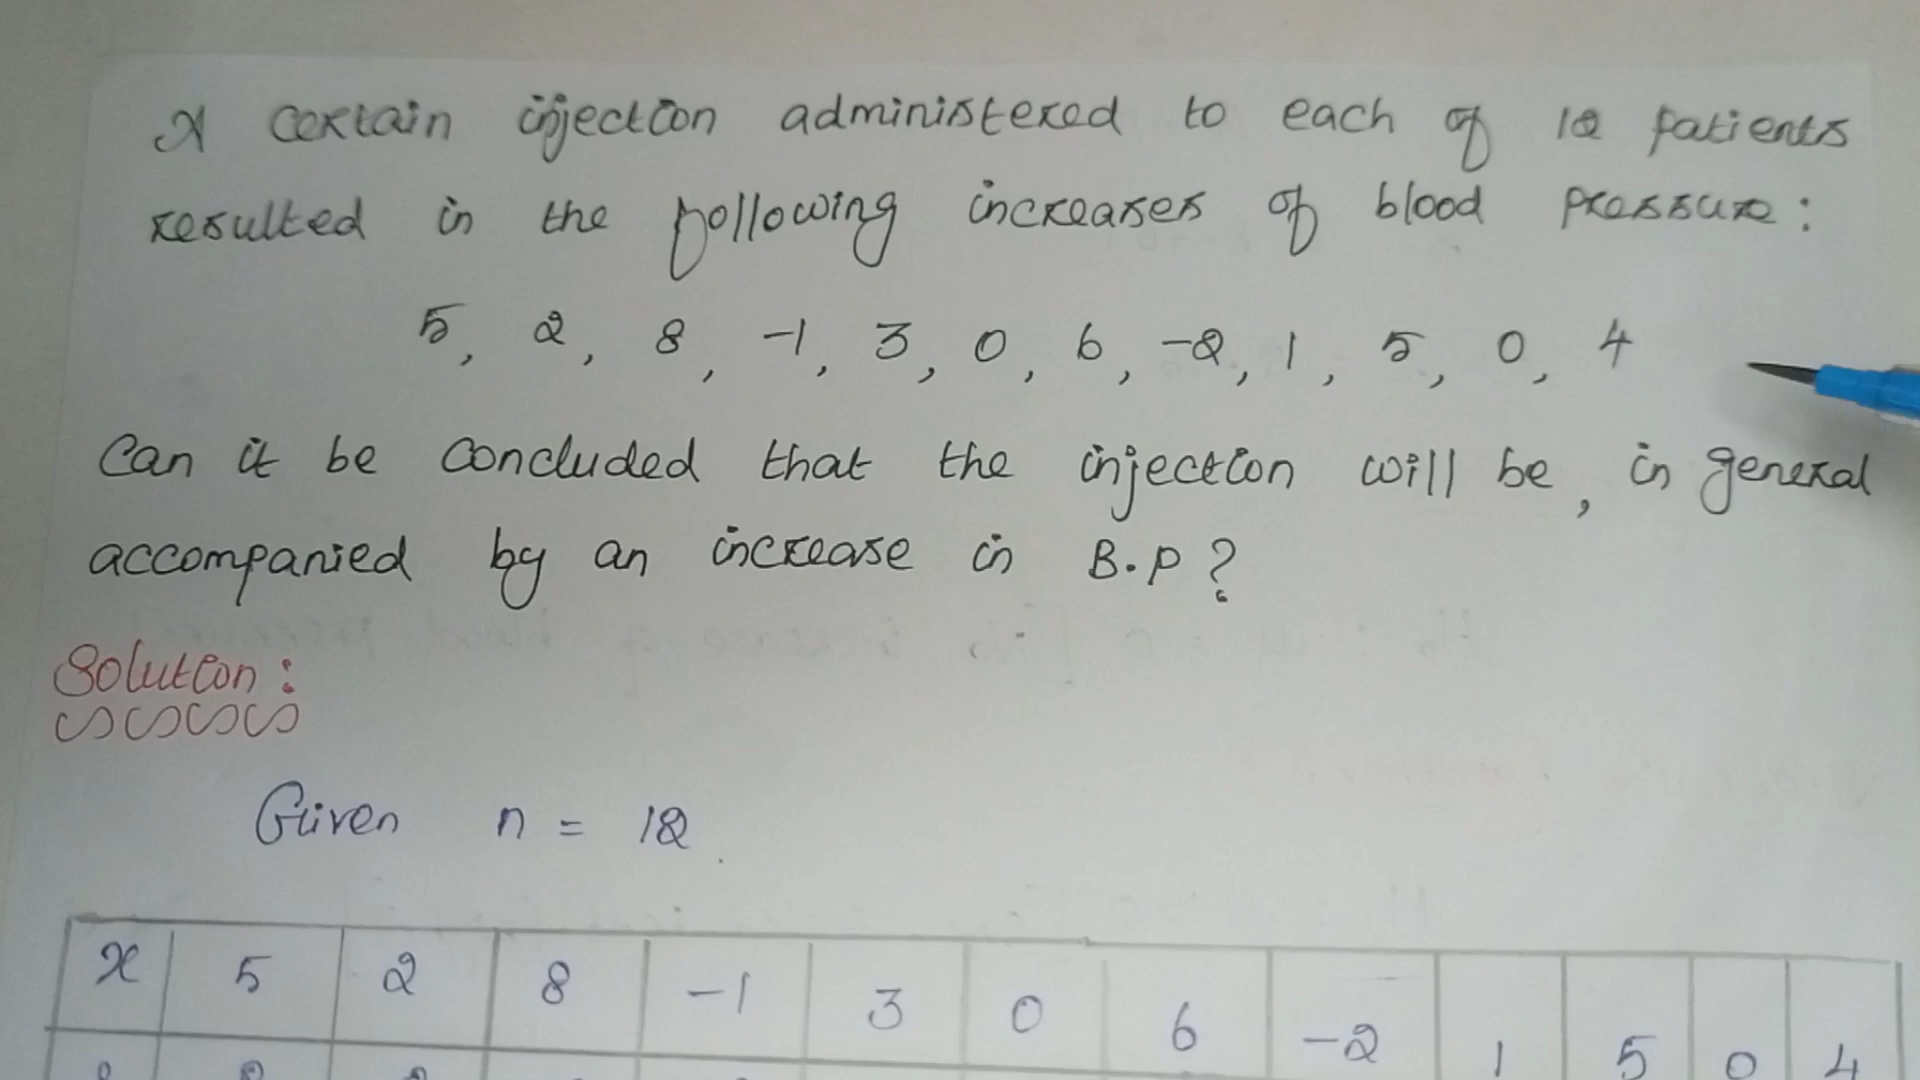 A certain injection administered to each of 12 patients
resulted in the following increases of blood pressure:
5, 2, 8, -1, 3, 0, 6, -2, 1, 5, 0, 4
Can it be concluded that the injection will be, in general
accompanied by an increase in B.P?
Solution:
Given n = 12
x 5 2 8 -1 3 0 6 -2 1 5 0 4